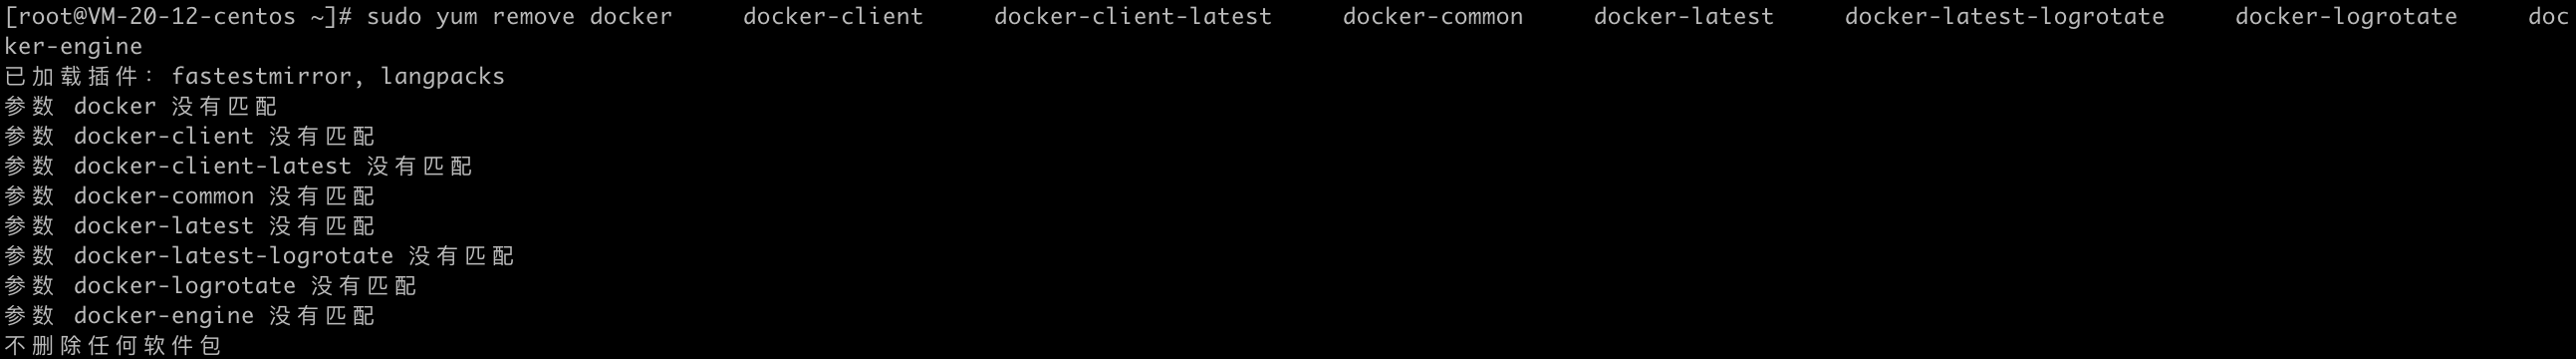 [root@VM-20-12-centos ~]# sudo yum remove docker     docker-client     docker-client-latest     docker-common     docker-latest     docker-latest-logrotate     docker-logrotate     doc
ker-engine
已加载插件：fastestmirror, langpacks
参数 docker 没有匹配
参数 docker-client 没有匹配
参数 docker-client-latest 没有匹配
参数 docker-common 没有匹配
参数 docker-latest 没有匹配
参数 docker-latest-logrotate 没有匹配
参数 docker-logrotate 没有匹配
参数 docker-engine 没有匹配
不删除任何软件包